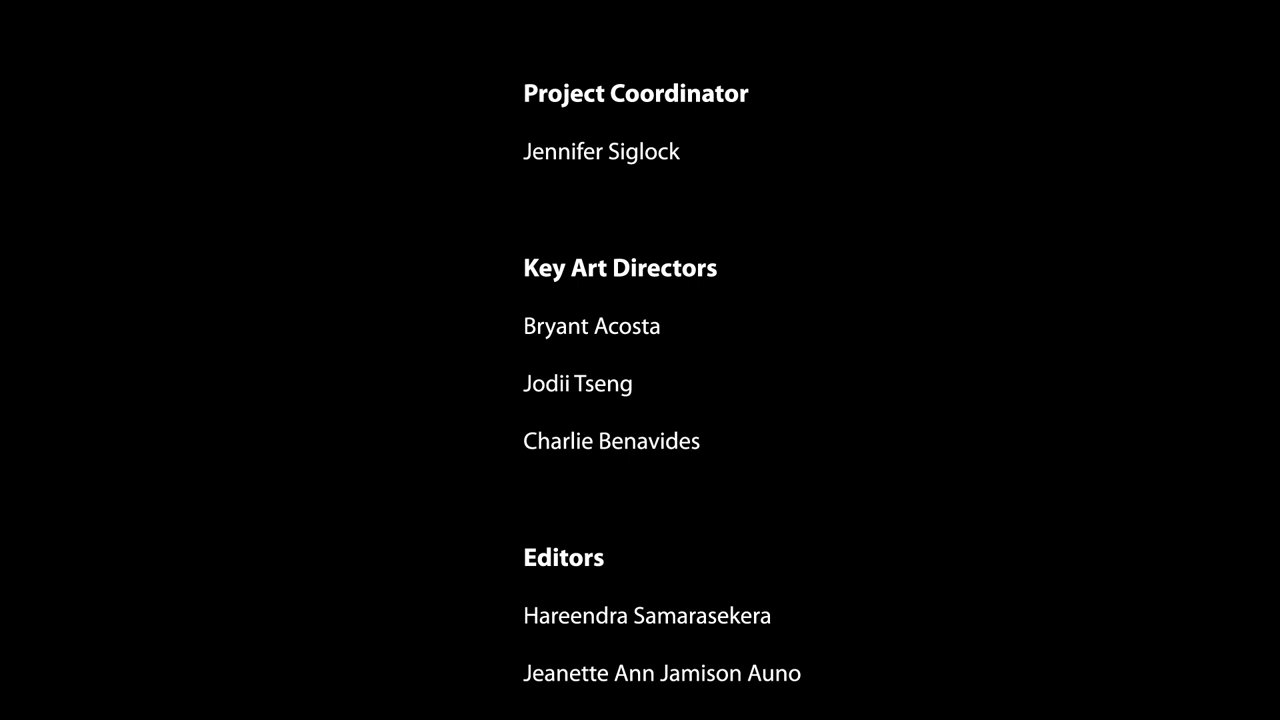 Project Coordinator
Jennifer Siglock
Key Art Directors
Bryant Acosta
Jodii Tseng
Charlie Benavides
Editors
Hareendra Samarasekera
Jeanette Ann Jamison Auno